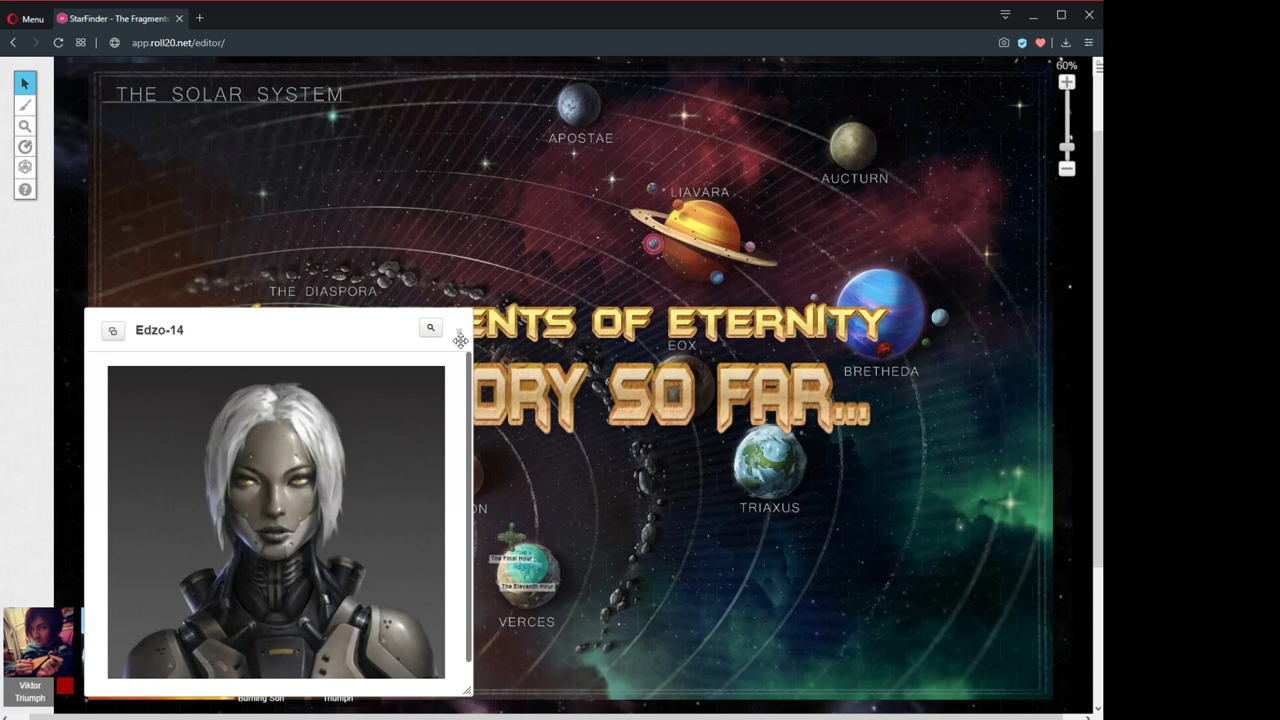 Menu
StarFinder - The Fragments
app.roll20.net/editor/
60%
THE SOLAR SYSTEM
APOSTAE
AUCTURN
LIAVARA
THE DIASPORA
Edzo-14
ENTS OF ETERNITY
EOX
BRETHEDA
ORY SO FAR...
TRIAXUS
ON
The Final Hour
The Eleventh Hour
VERCES
Viktor
Triumph
Burning Son
Triumph